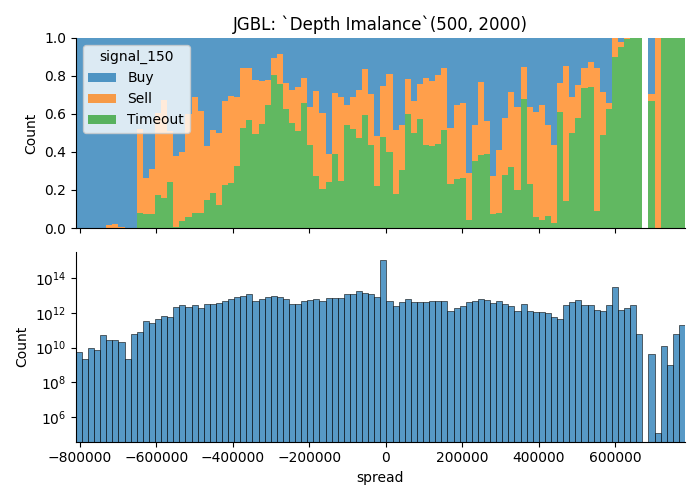 JGBL: `Depth Imalance`(500, 2000)
1.0
0.8
0.6
0.4
0.2
0.0
Count
signal_150
Buy
Sell
Timeout
10^14
10^12
10^10
10^8
10^6
Count
−800000 −600000 −400000 −200000 0 200000 400000 600000
spread